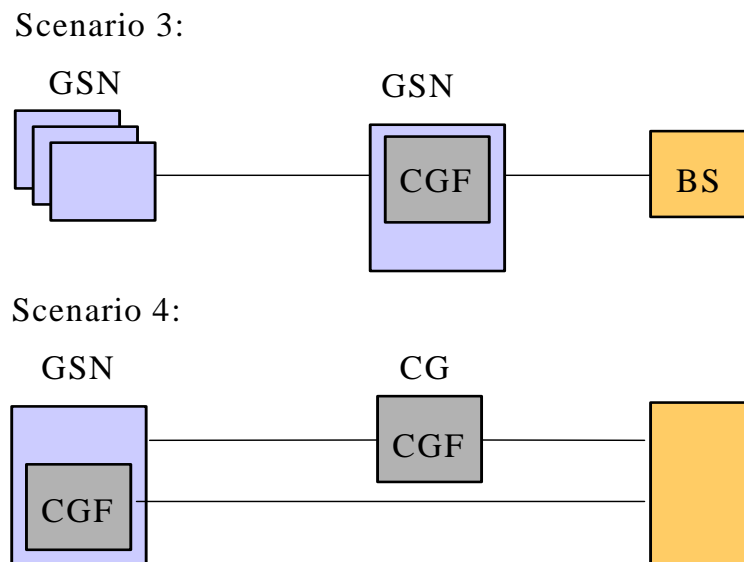 Scenario 3:
GSN
GSN
CGF
BS
Scenario 4:
GSN
CG
CGF
CGF